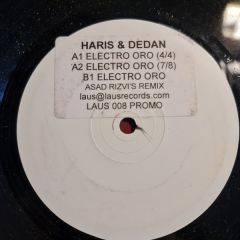 HARIS & DEDAN
A1 ELECTRO ORO (4/4)
A2 ELECTRO ORO (7/8)
B1 ELECTRO ORO
ASAD RIZVI'S REMIX
laus@lausrecords.com
LAUS 008 PROMO